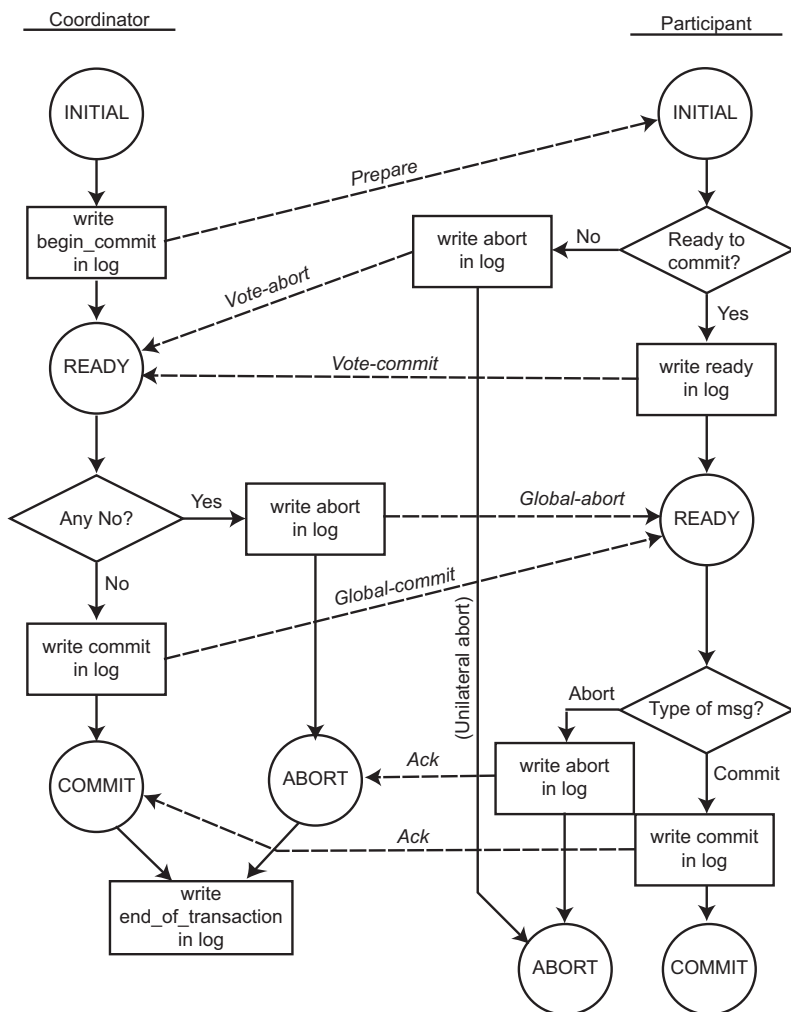 Coordinator
Participant
INITIAL
INITIAL
Prepare
write
begin_commit
in log
write abort
in log
No
Ready to
commit?
Vote-abort
Yes
READY
Vote-commit
write ready
in log
Any No?
Yes
write abort
in log
Global-abort
READY
No
Global-commit
write commit
in log
(Unilateral abort)
Abort
Type of msg?
COMMIT
ABORT
Ack
write abort
in log
Commit
Ack
write commit
in log
write
end_of_transaction
in log
ABORT
COMMIT